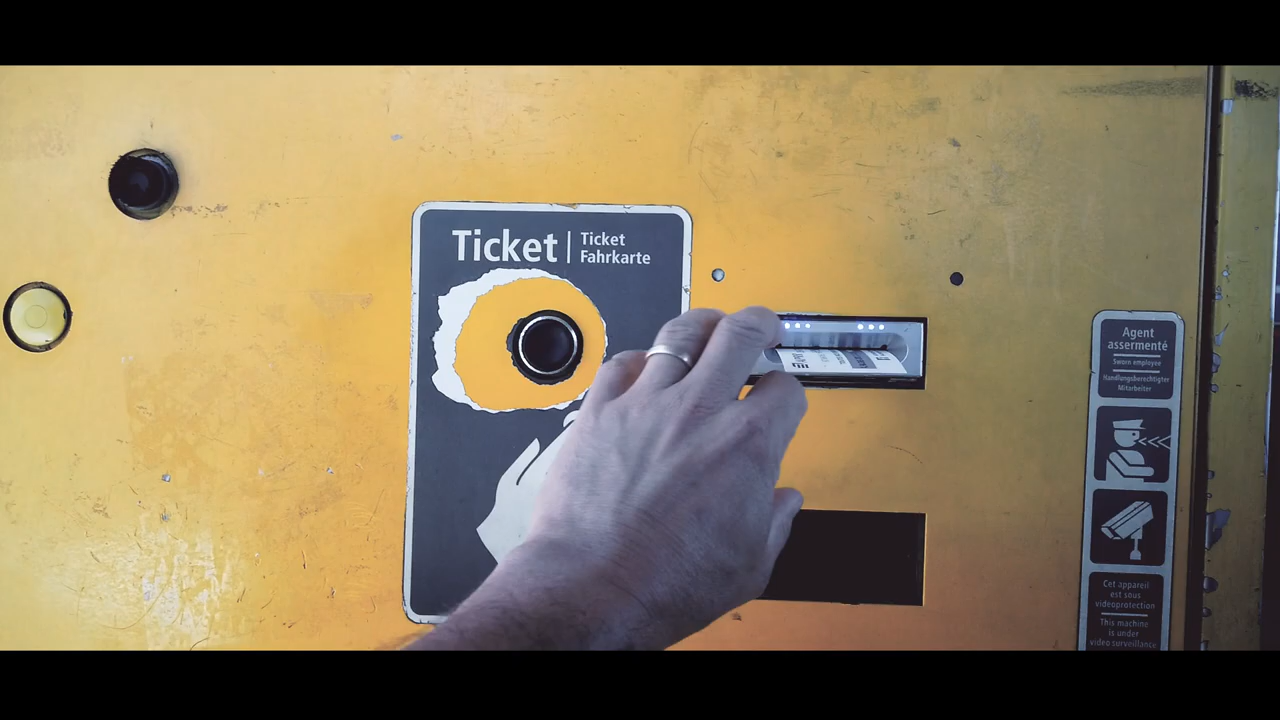 Ticket
Ticket
Fahrkarte
Agent
assermenté
Sworn employee
Handlungsberechtigter
Mitarbeiter
Cet appareil
est sous
videoprotection
This machine
is under
video surveillance